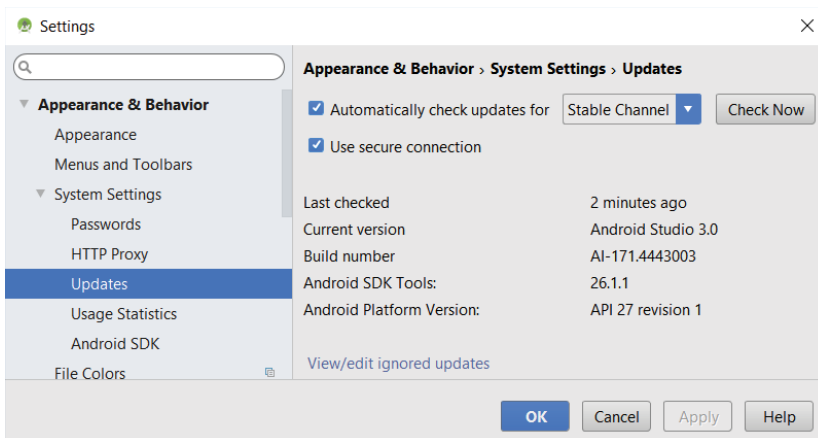 Settings
Appearance & Behavior
Appearance
Menus and Toolbars
System Settings
Passwords
HTTP Proxy
Updates
Usage Statistics
Android SDK
File Colors
Appearance & Behavior › System Settings › Updates
Automatically check updates for Stable Channel Check Now
Use secure connection
Last checked 2 minutes ago
Current version Android Studio 3.0
Build number AI-171.4443003
Android SDK Tools: 26.1.1
Android Platform Version: API 27 revision 1
View/edit ignored updates
OK Cancel Apply Help